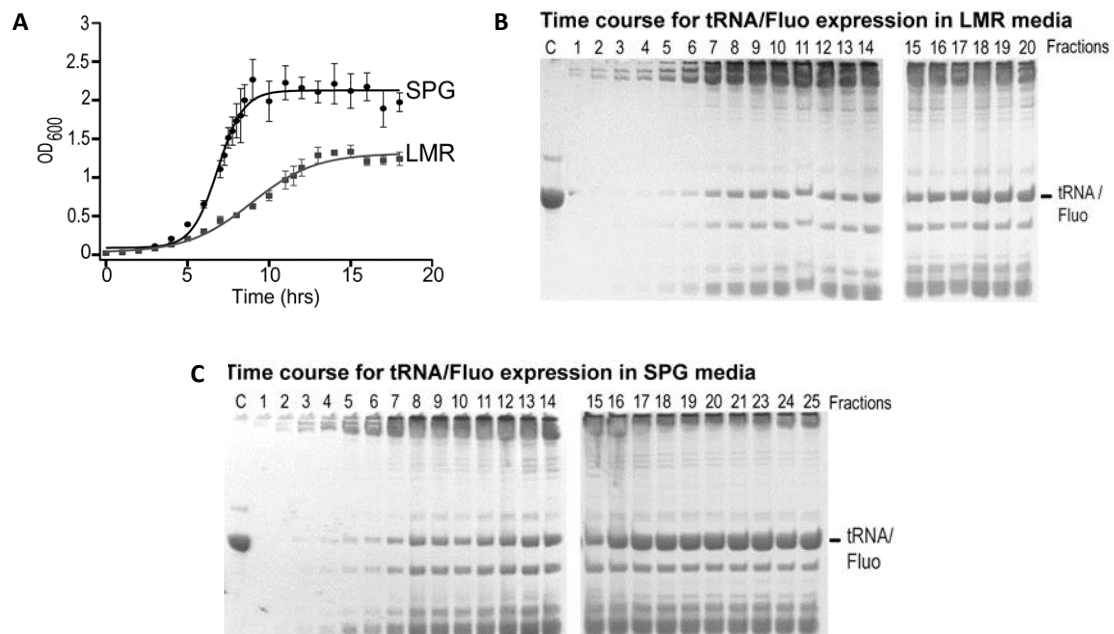 A
3
2.5
2
1.5
1
0.5
0
OD600
SPG
LMR
0 5 10 15 20
Time (hrs)
B
Time course for tRNA/Fluo expression in LMR media
C 1 2 3 4 5 6 7 8 9 10 11 12 13 14 15 16 17 18 19 20 Fractions
tRNA /
Fluo
C
Time course for tRNA/Fluo expression in SPG media
C 1 2 3 4 5 6 7 8 9 10 11 12 13 14 15 16 17 18 19 20 21 23 24 25 Fractions
tRNA/
Fluo